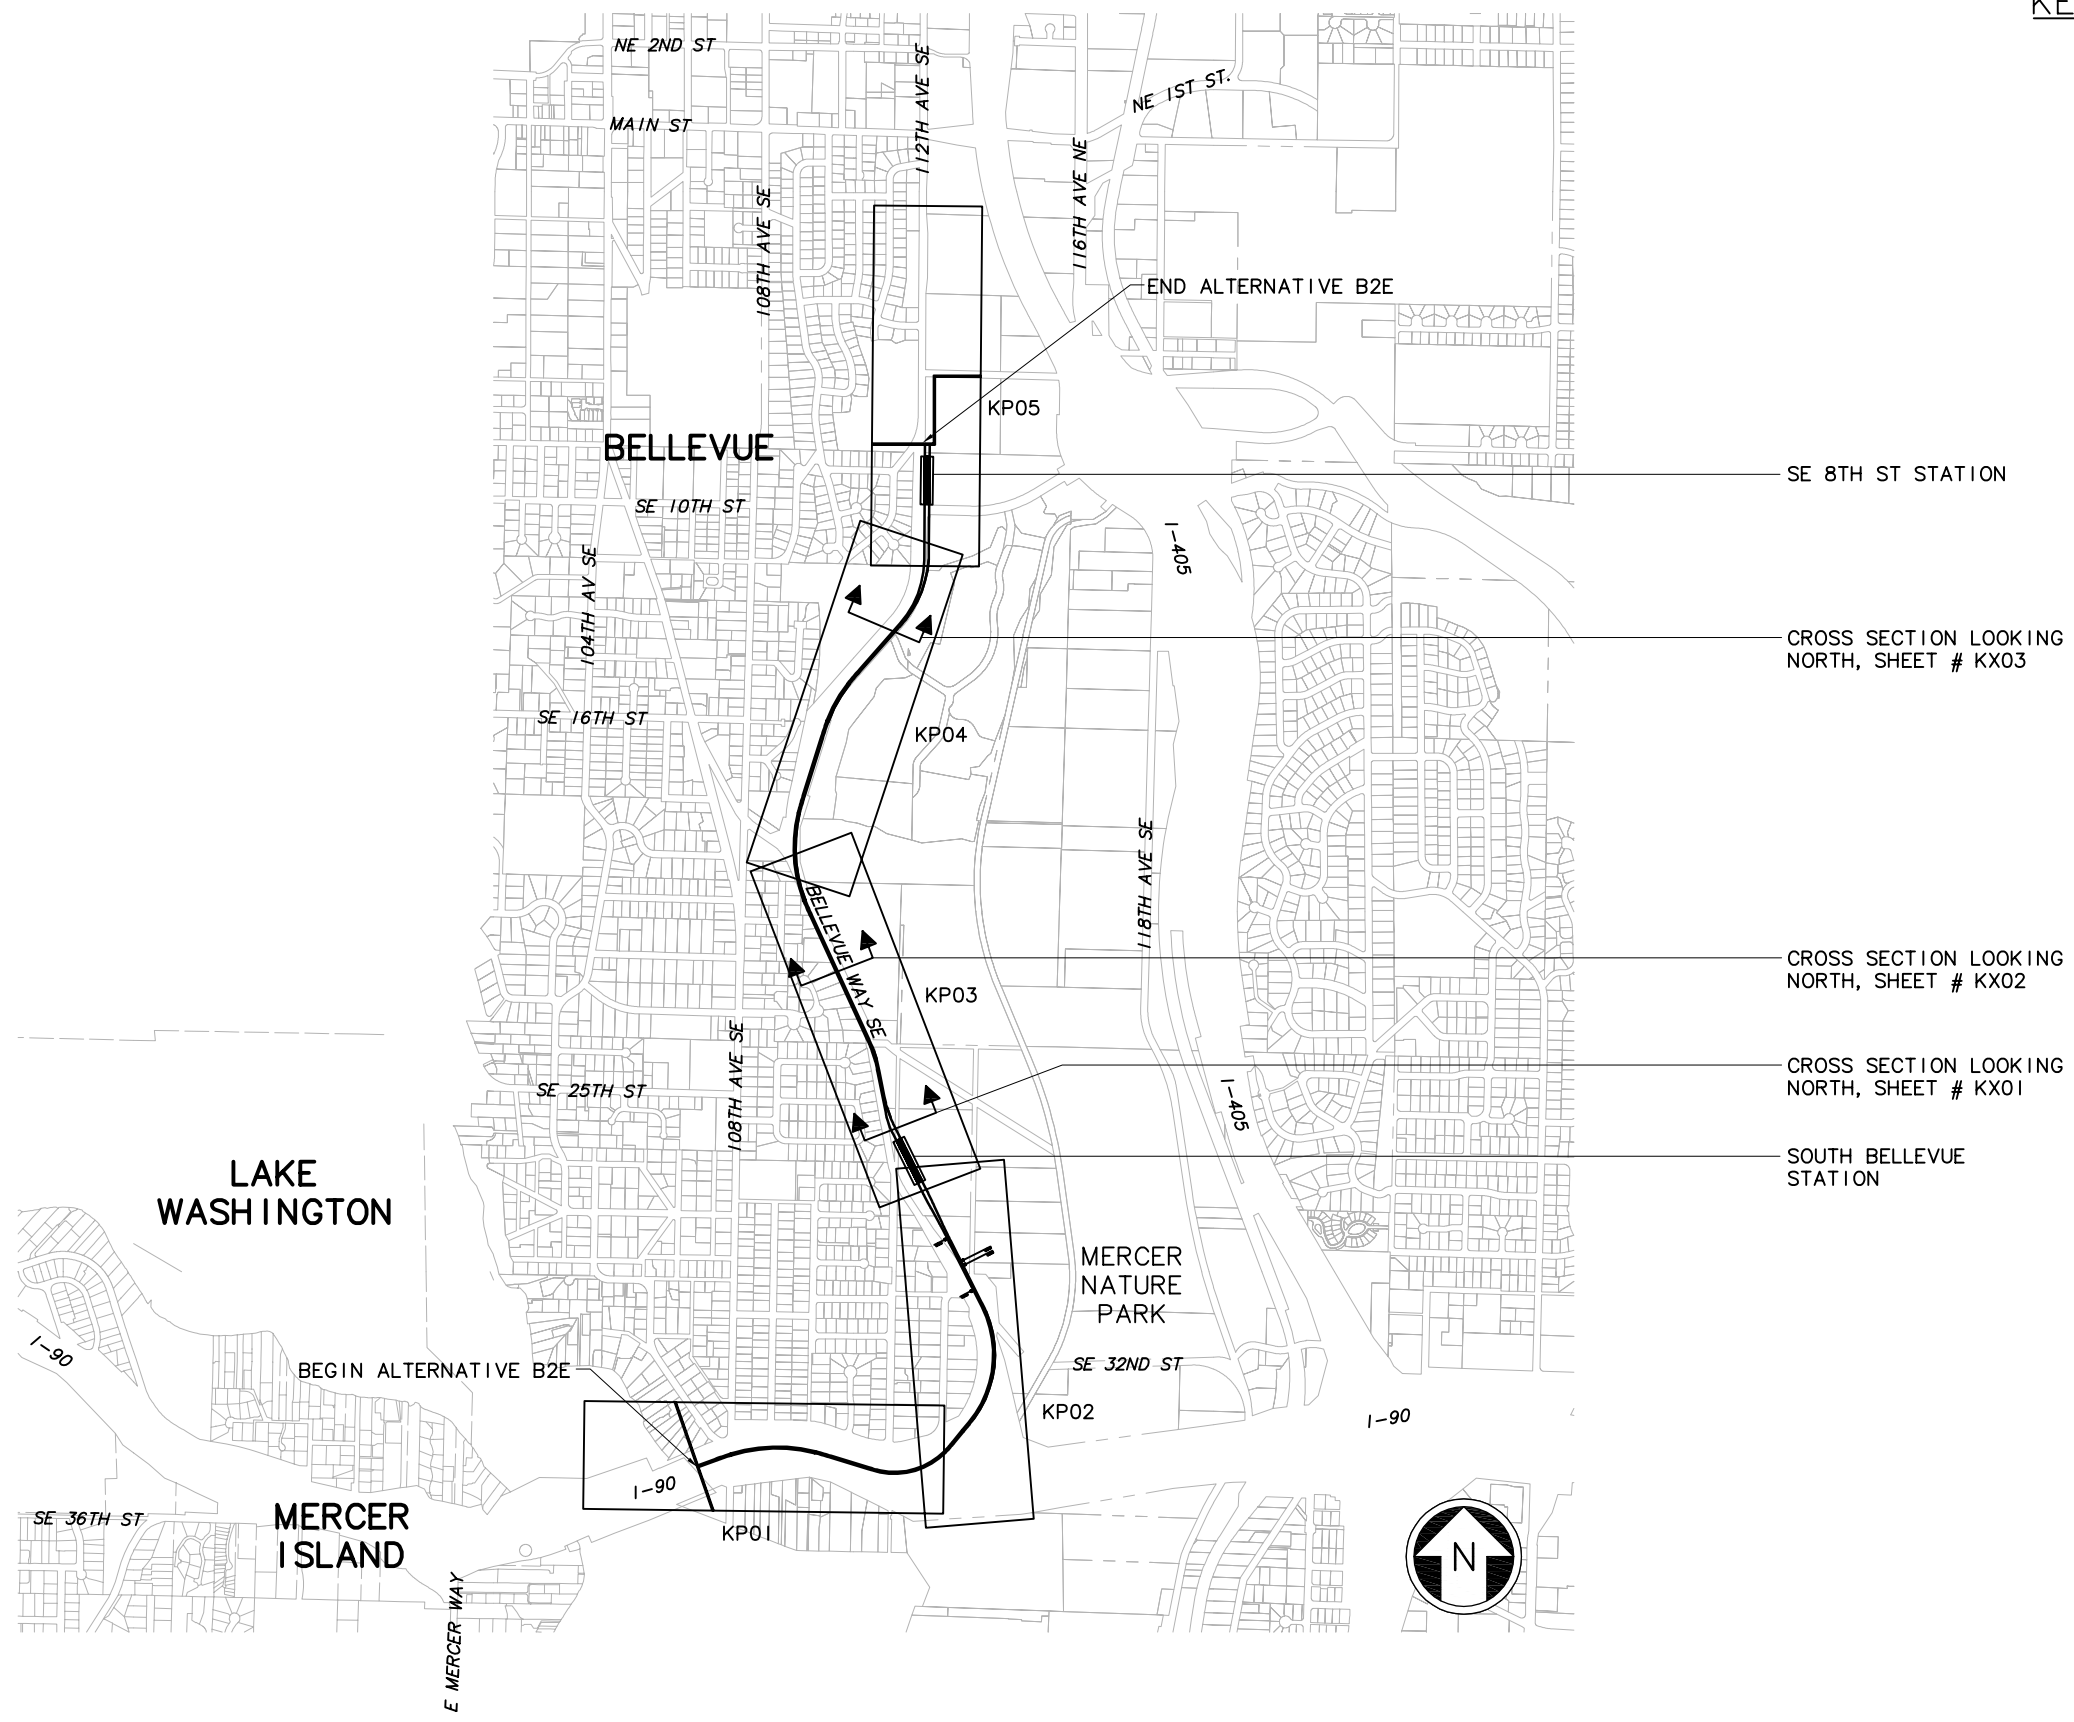 KE
NE 2ND ST
112TH AVE SE
NE 1ST ST.
MAIN ST
116TH AVE NE
108TH AVE SE
END ALTERNATIVE B2E
KP05
BELLEVUE
SE 8TH ST STATION
SE 10TH ST
I-405
104TH AV SE
CROSS SECTION LOOKING
NORTH, SHEET # KX03
SE 16TH ST
KP04
118TH AVE SE
BELLEVUE WAY SE
CROSS SECTION LOOKING
NORTH, SHEET # KX02
KP03
108TH AVE SE
CROSS SECTION LOOKING
NORTH, SHEET # KX01
SE 25TH ST
I-405
SOUTH BELLEVUE
STATION
LAKE
WASHINGTON
MERCER
NATURE
PARK
I-90
BEGIN ALTERNATIVE B2E
SE 32ND ST
KP02
I-90
I-90
SE 36TH ST
MERCER
ISLAND
KP01
N
E MERCER WAY